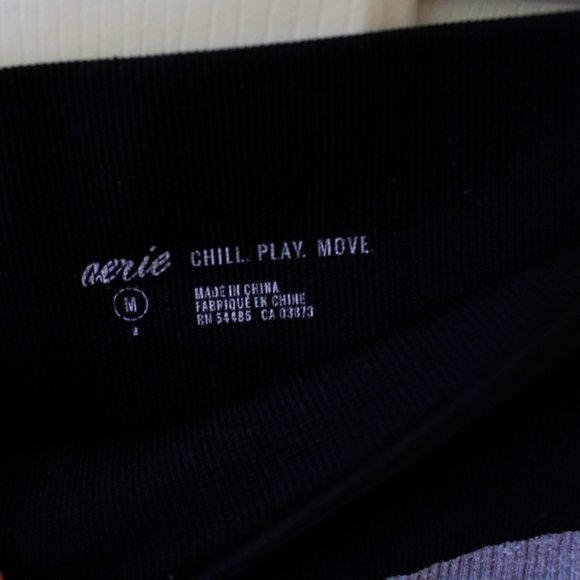 aerie CHILL. PLAY. MOVE.
M
MADE IN CHINA
FABRIQUÉ EN CHINE
RN 54485 CA 03873